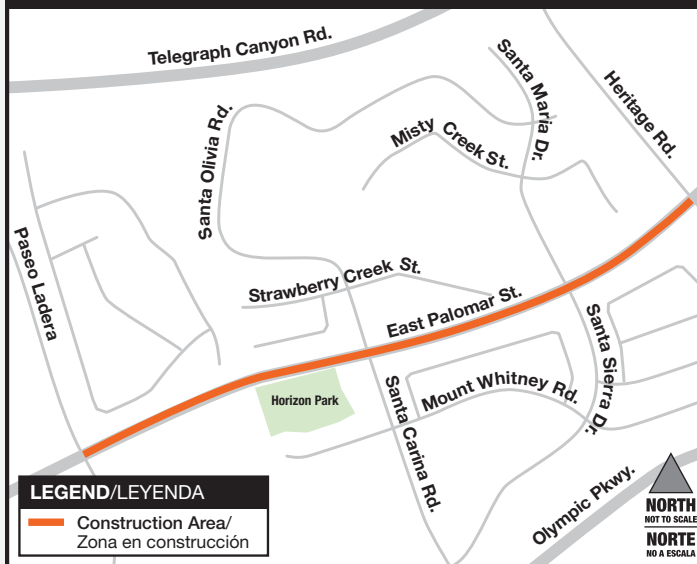 Telegraph Canyon Rd.
Santa Maria Dr.
Heritage Rd.
Santa Olivia Rd.
Misty Creek St.
Paseo Ladera
Strawberry Creek St.
East Palomar St.
Santa Sierra Dr.
Horizon Park
Mount Whitney Rd.
Santa Carina Rd.
Olympic Pkwy.
LEGEND/LEYENDA
Construction Area/
Zona en construcción
NORTH
NOT TO SCALE
NORTE
NO A ESCALA